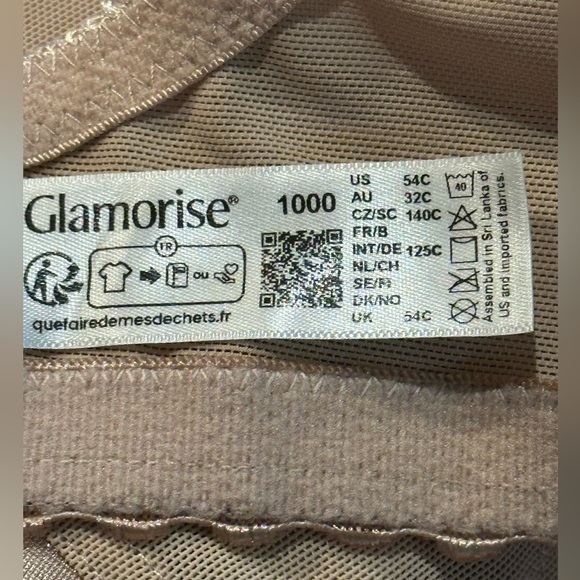 Glamorise®
1000
FR
ou
quefairedemesdechets.fr
US 54C
AU 32C
CZ/SC 140C
FR/B
INT/DE 125C
NL/CH
SE/FI
DK/NO
UK 54C
40
Assembled in Sri Lanka of
US and imported fabrics.